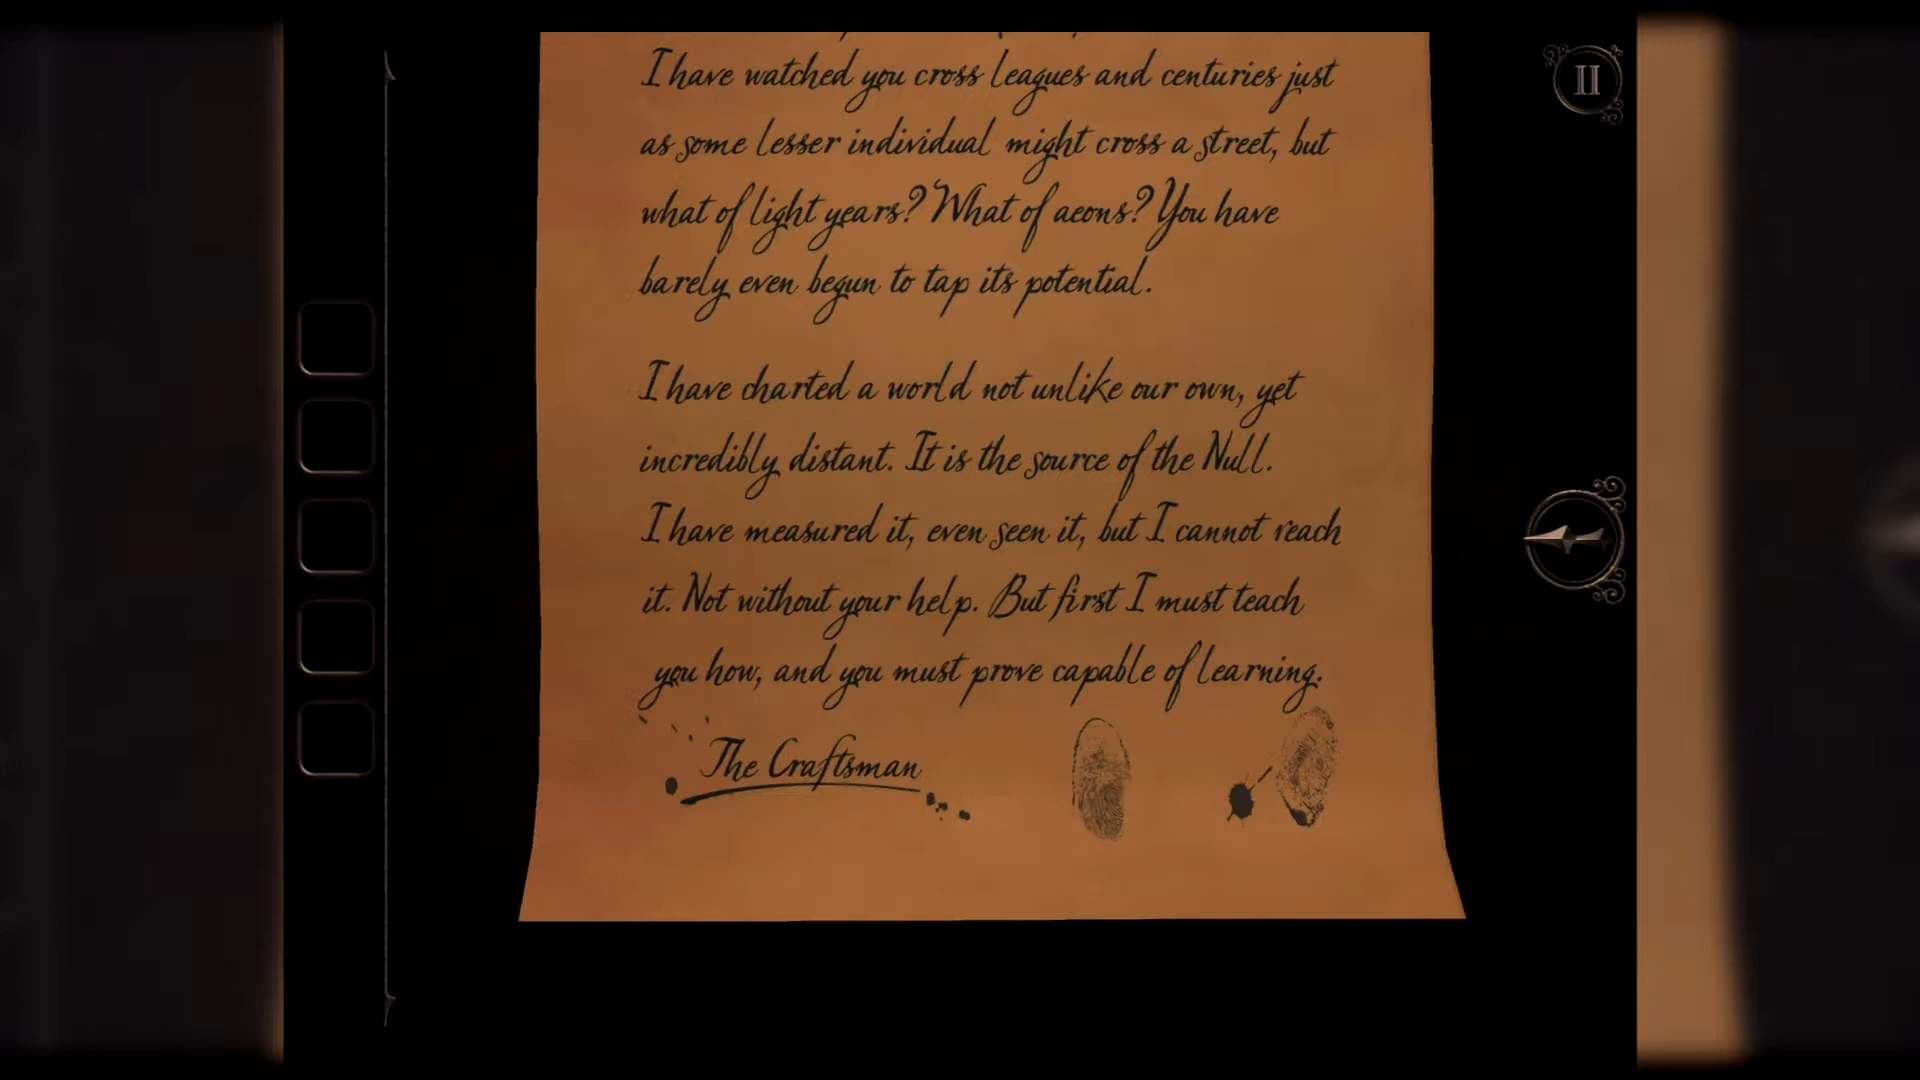 I have watched you cross leagues and centuries just
as some lesser individual might cross a street, but
what of light years? What of aeons? You have
barely even begun to tap its potential.
I have charted a world not unlike our own, yet
incredibly distant. It is the source of the Null.
I have measured it, even seen it, but I cannot reach
it. Not without your help. But first I must teach
you how, and you must prove capable of learning.
The Craftsman